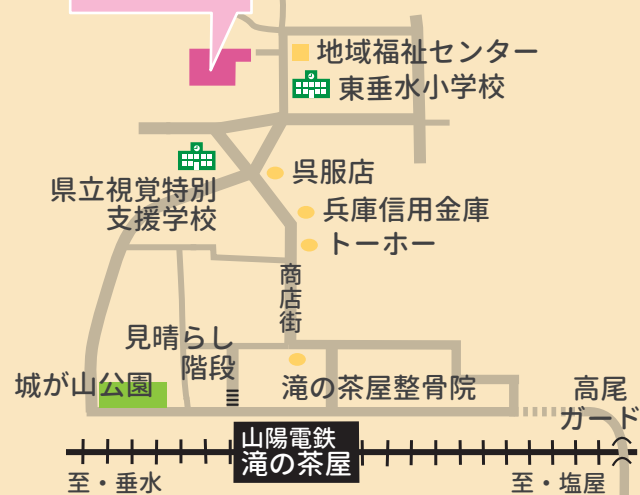 地域福祉センター
東垂水小学校
呉服店
県立視覚特別
支援学校
兵庫信用金庫
トーホー
商店街
見晴らし
階段
城が山公園
滝の茶屋整骨院
高尾
ガード
山陽電鉄
滝の茶屋
至・垂水
至・塩屋